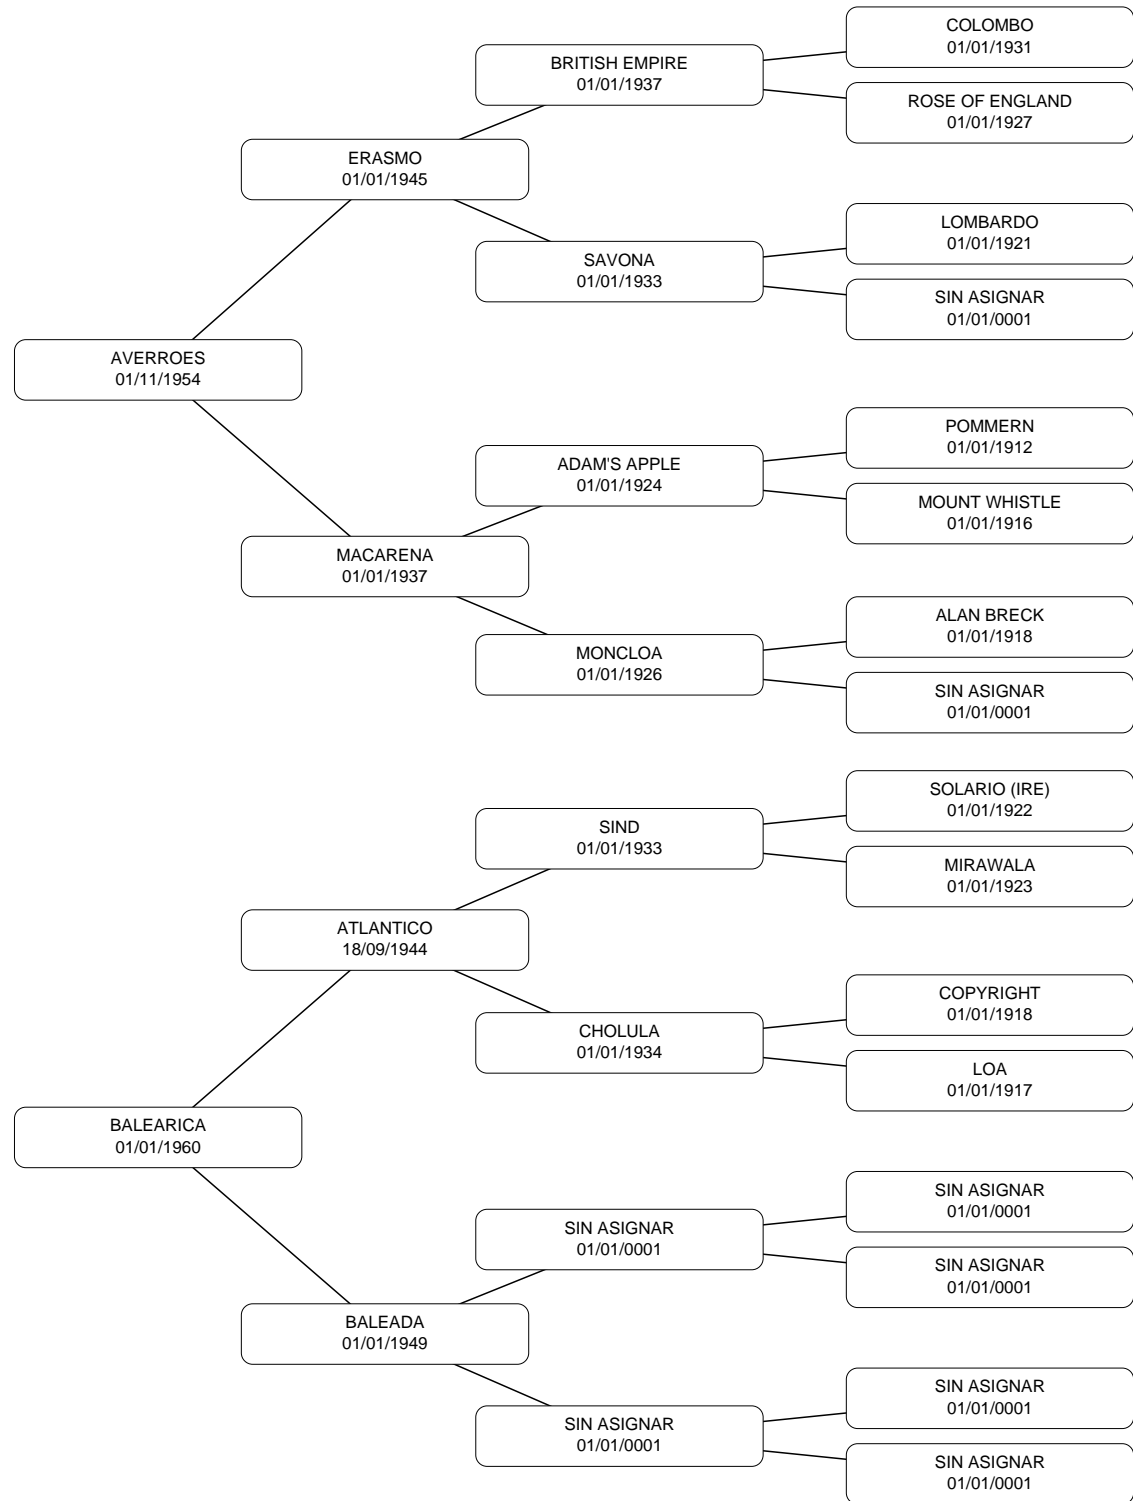 COLOMBO
01/01/1931
BRITISH EMPIRE
01/01/1937
ROSE OF ENGLAND
01/01/1927
ERASMO
01/01/1945
LOMBARDO
01/01/1921
SAVONA
01/01/1933
SIN ASIGNAR
01/01/0001
AVERROES
01/11/1954
POMMERN
01/01/1912
ADAM'S APPLE
01/01/1924
MOUNT WHISTLE
01/01/1916
MACARENA
01/01/1937
ALAN BRECK
01/01/1918
MONCLOA
01/01/1926
SIN ASIGNAR
01/01/0001
SOLARIO (IRE)
01/01/1922
SIND
01/01/1933
MIRAWALA
01/01/1923
ATLANTICO
18/09/1944
COPYRIGHT
01/01/1918
CHOLULA
01/01/1934
LOA
01/01/1917
BALEARICA
01/01/1960
SIN ASIGNAR
01/01/0001
SIN ASIGNAR
01/01/0001
SIN ASIGNAR
01/01/0001
BALEADA
01/01/1949
SIN ASIGNAR
01/01/0001
SIN ASIGNAR
01/01/0001
SIN ASIGNAR
01/01/0001